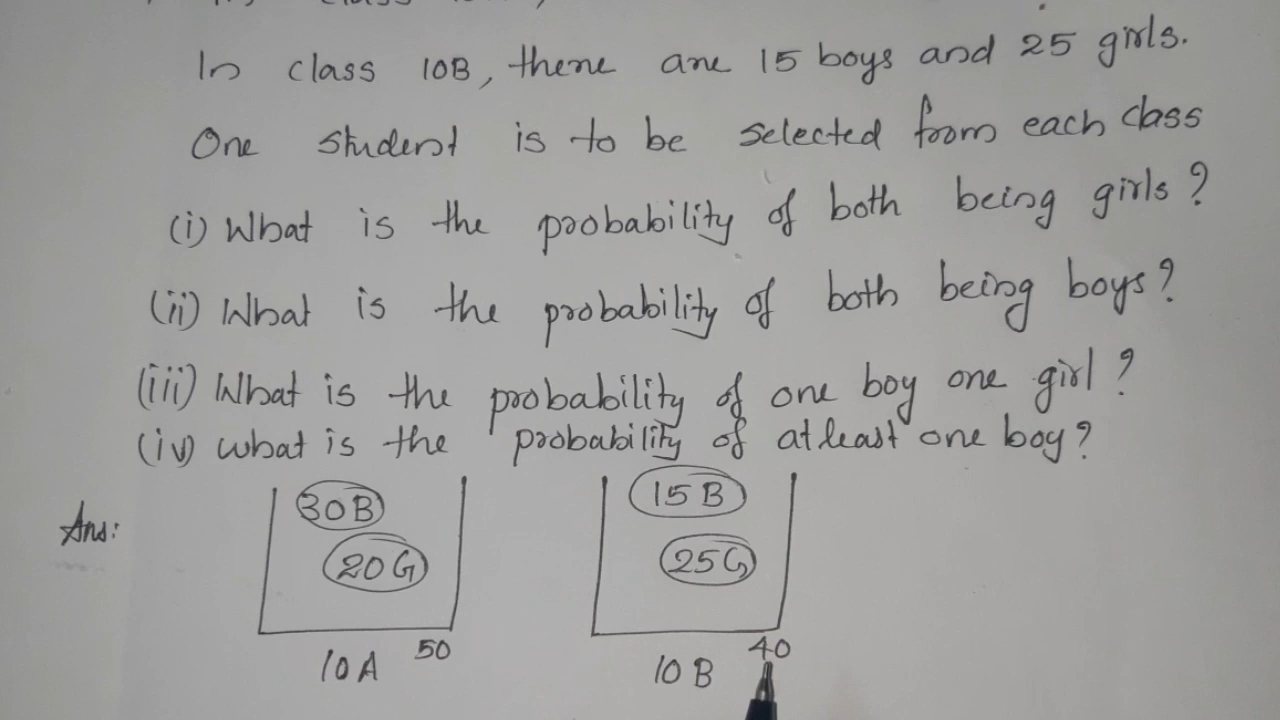 In class 10B, there are 15 boys and 25 girls.
One student is to be selected from each class
(i) What is the probability of both being girls?
(ii) What is the probability of both being boys?
(iii) What is the probability of one boy one girl?
(iv) what is the probability of atleast one boy?
Ans:
30B
20G
10A 50
15B
25G
10B 40